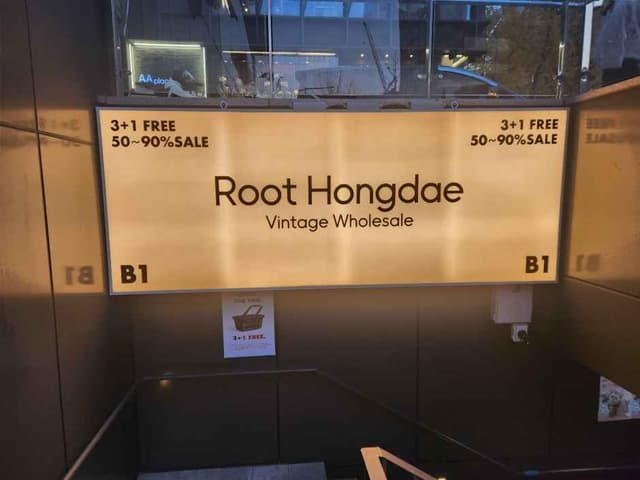 AA
3+1 FREE
50~90%SALE
3+1 FREE
50~90%SALE
Root Hongdae
Vintage Wholesale
B1
B1
3+1 FREE.